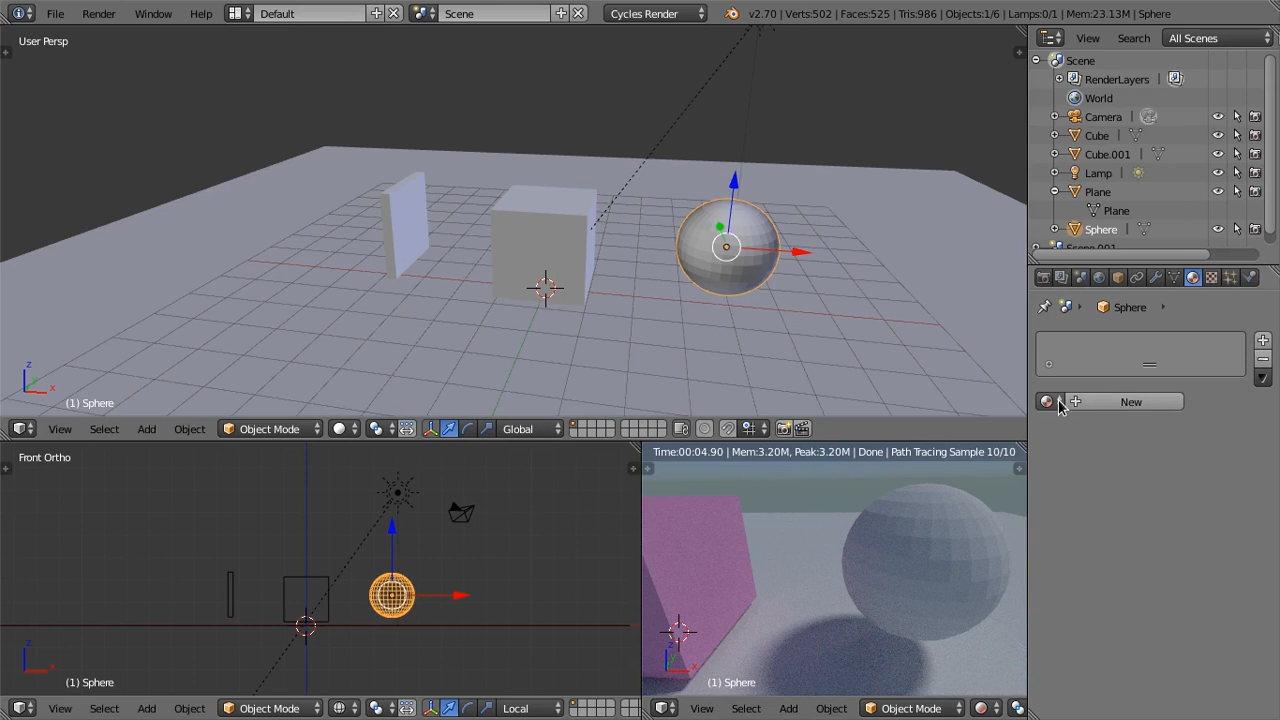 File Render Window Help Default Scene Cycles Render v2.70 | Verts:502 | Faces:525 | Tris:986 | Objects:1/6 | Lamps:0/1 | Mem:23.13M | Sphere
User Persp
View Search All Scenes
Scene
RenderLayers |
World
Camera |
Cube |
Cube.001 |
Lamp |
Plane
Plane
Sphere |
Scene.001
z
y
x
(1) Sphere
View Select Add Object Object Mode Global
Sphere
New
Front Ortho
Time:00:04.90 | Mem:3.20M, Peak:3.20M | Done | Path Tracing Sample 10/10
z
x
(1) Sphere
z
y
x
(1) Sphere
View Select Add Object Object Mode Local
View Select Add Object Object Mode